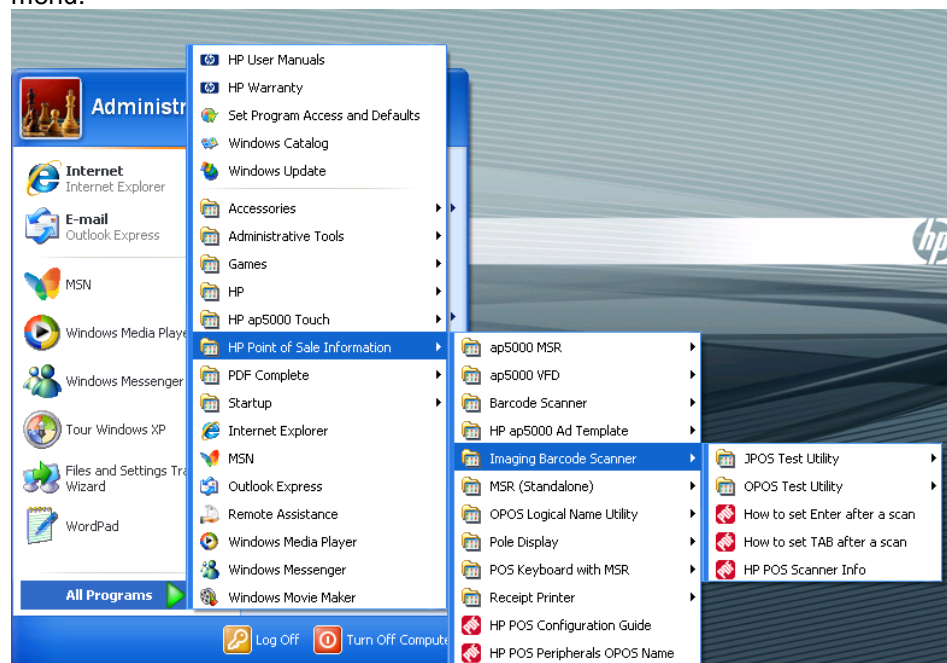 menu.
Administr
Internet
Internet Explorer
E-mail
Outlook Express
MSN
Windows Media Playe
Windows Messenger
Tour Windows XP
Files and Settings Tra
Wizard
WordPad
All Programs
Log Off
Turn Off Compute
HP User Manuals
HP Warranty
Set Program Access and Defaults
Windows Catalog
Windows Update
Accessories
Administrative Tools
Games
HP
HP ap5000 Touch
HP Point of Sale Information
PDF Complete
Startup
Internet Explorer
MSN
Outlook Express
Remote Assistance
Windows Media Player
Windows Messenger
Windows Movie Maker
ap5000 MSR
ap5000 VFD
Barcode Scanner
HP ap5000 Ad Template
Imaging Barcode Scanner
MSR (Standalone)
OPOS Logical Name Utility
Pole Display
POS Keyboard with MSR
Receipt Printer
HP POS Configuration Guide
HP POS Peripherals OPOS Name
JPOS Test Utility
OPOS Test Utility
How to set Enter after a scan
How to set TAB after a scan
HP POS Scanner Info
hp